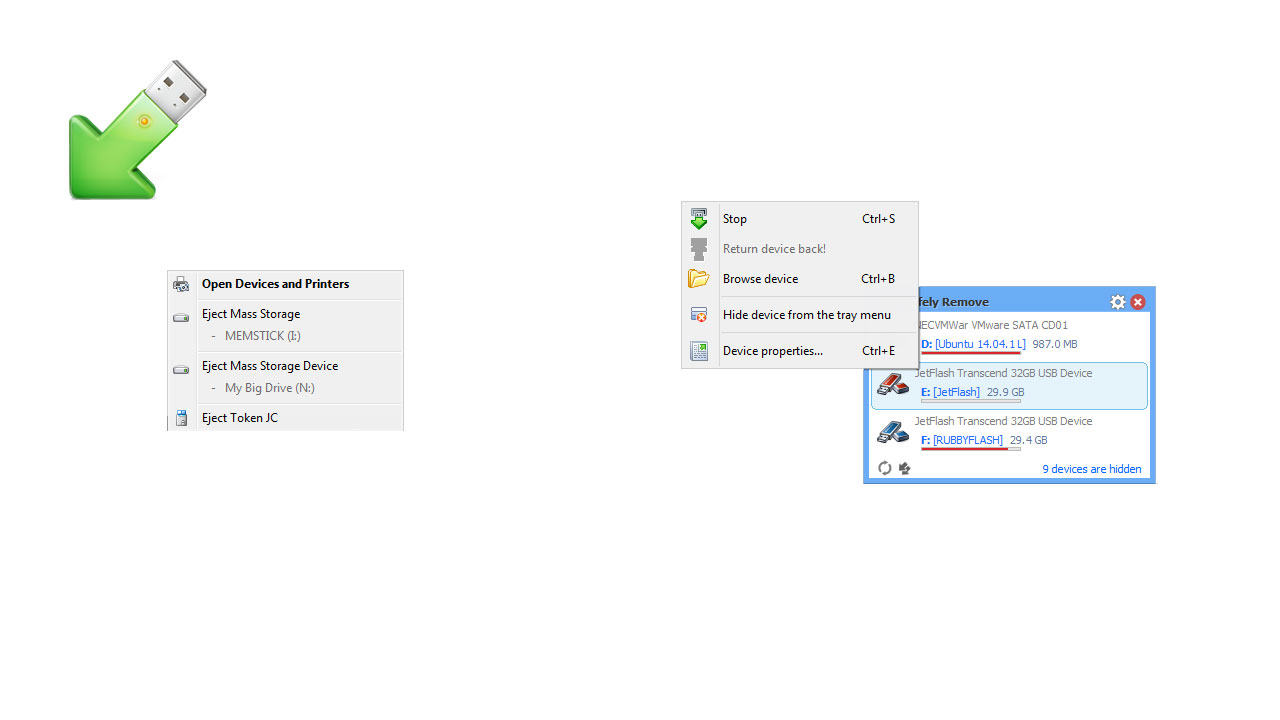 Open Devices and Printers
Eject Mass Storage
- MEMSTICK (I:)
Eject Mass Storage Device
- My Big Drive (N:)
Eject Token JC
Stop Ctrl+S
Return device back!
Browse device Ctrl+B
Hide device from the tray menu
Device properties... Ctrl+E
fely Remove
ECVMWar VMware SATA CD01
D: [Ubuntu 14.04.1 L] 987.0 MB
JetFlash Transcend 32GB USB Device
E: [JetFlash] 29.9 GB
JetFlash Transcend 32GB USB Device
F: [RUBBYFLASH] 29.4 GB
9 devices are hidden